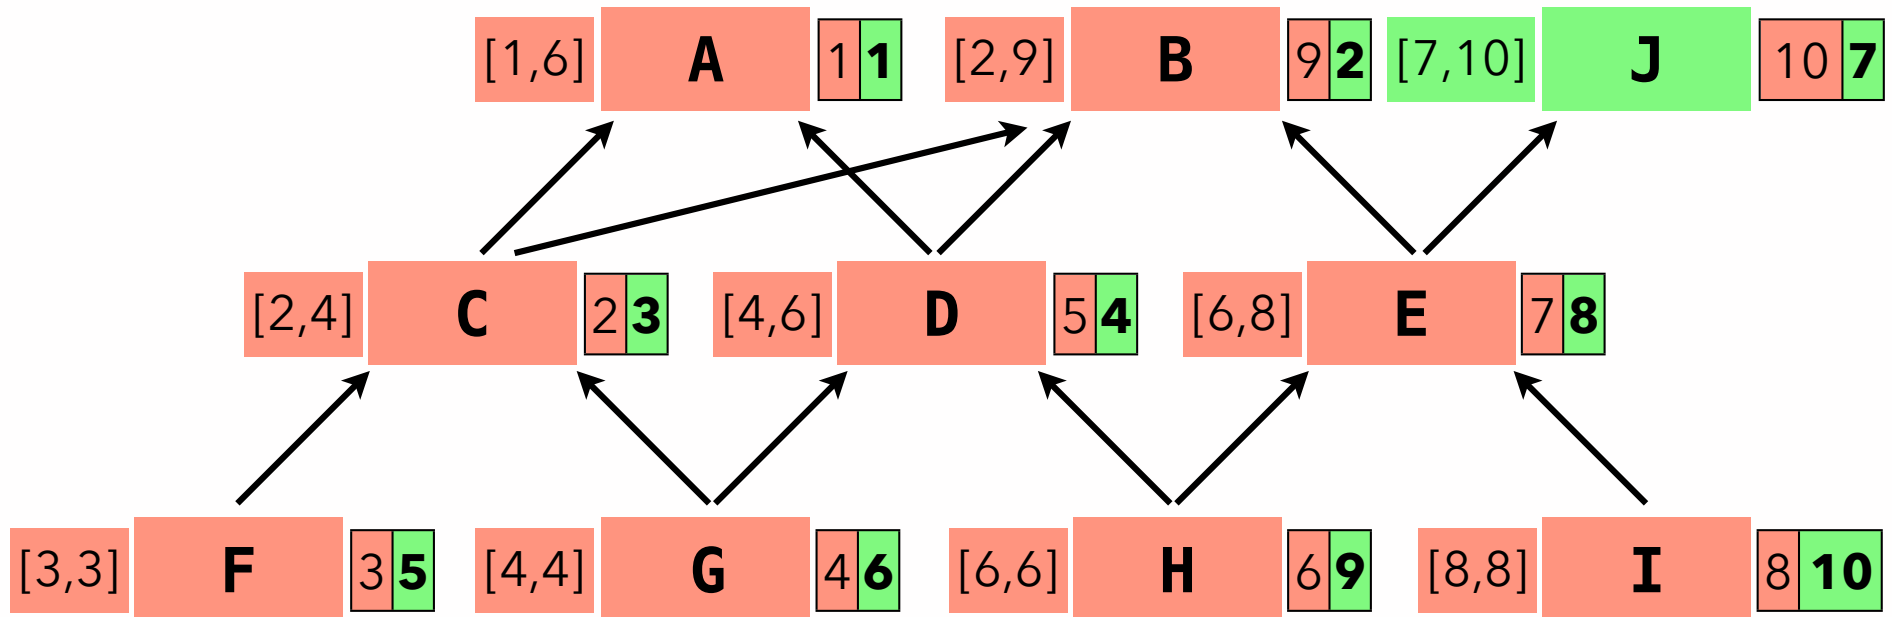 [1,6] A 1 1 [2,9] B 9 2 [7,10] J 10 7
[2,4] C 2 3 [4,6] D 5 4 [6,8] E 7 8
[3,3] F 3 5 [4,4] G 4 6 [6,6] H 6 9 [8,8] I 8 10